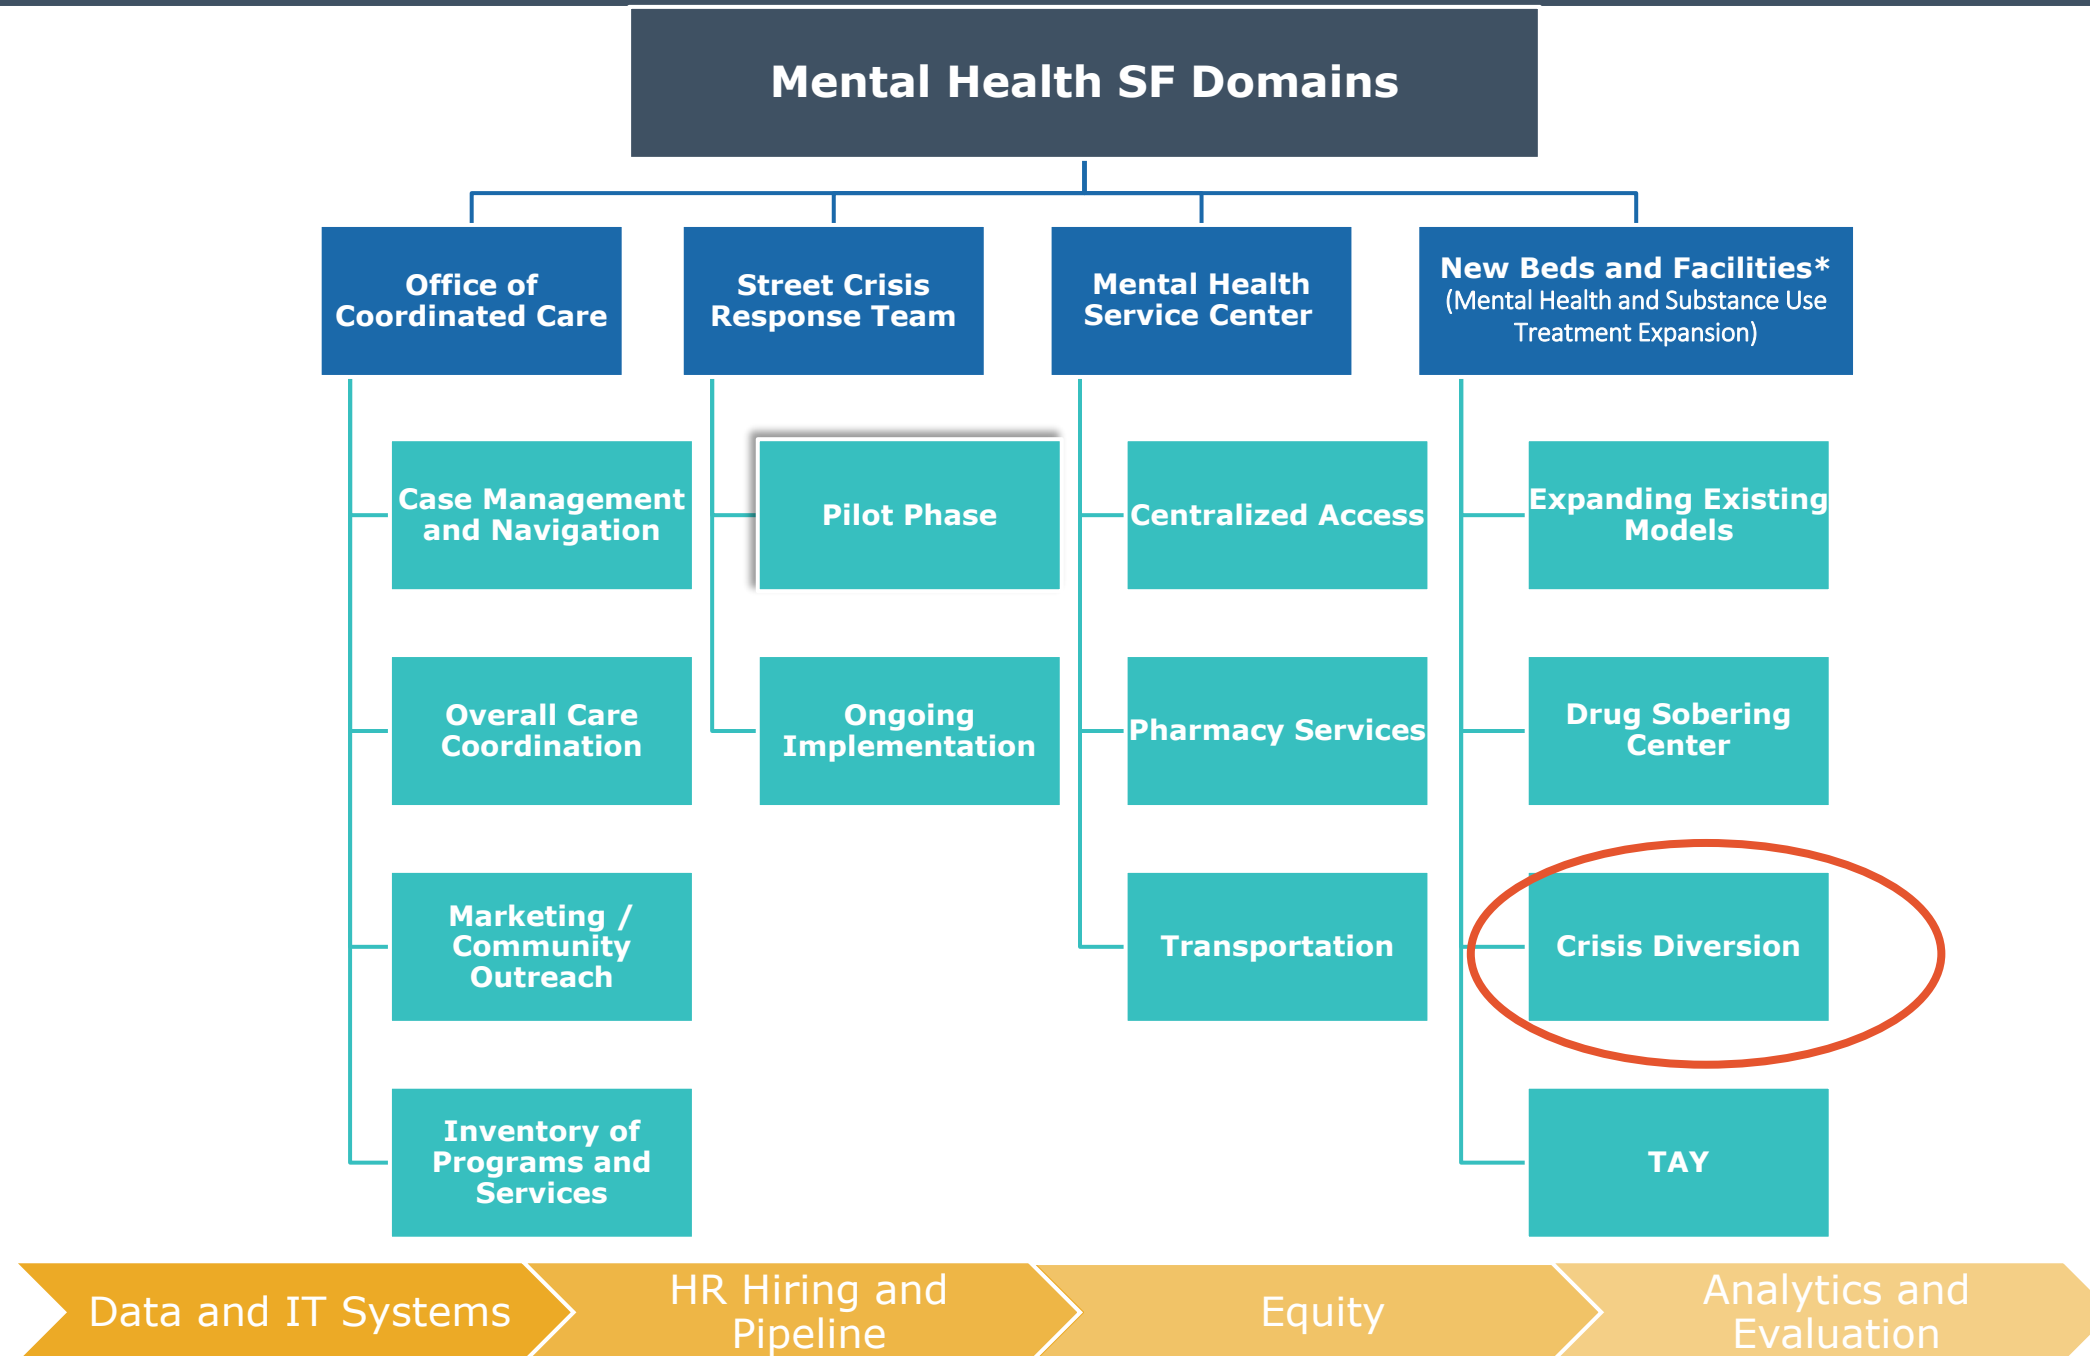 Mental Health SF Domains
Office of
Coordinated Care
Street Crisis
Response Team
Mental Health
Service Center
New Beds and Facilities*
(Mental Health and Substance Use
Treatment Expansion)
Case Management
and Navigation
Pilot Phase
Centralized Access
Expanding Existing
Models
Overall Care
Coordination
Ongoing
Implementation
Pharmacy Services
Drug Sobering
Center
Marketing /
Community
Outreach
Transportation
Crisis Diversion
Inventory of
Programs and
Services
TAY
Data and IT Systems
HR Hiring and
Pipeline
Equity
Analytics and
Evaluation